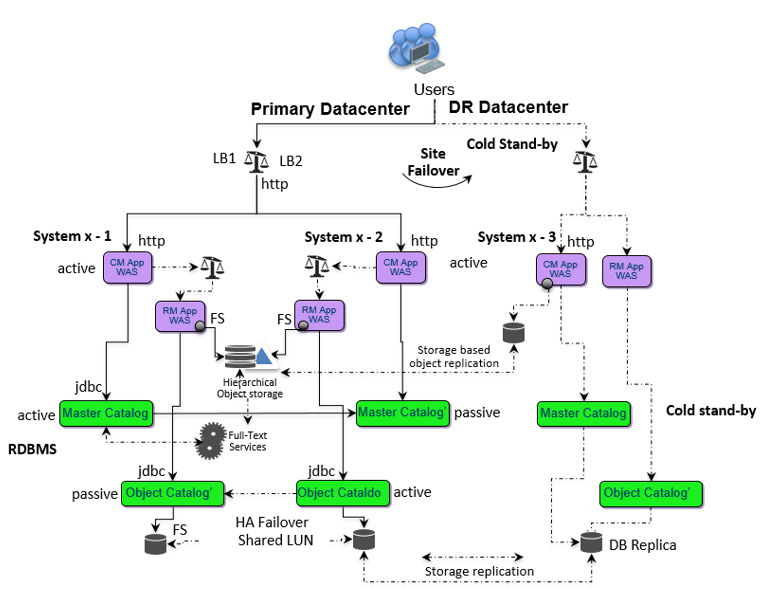 Users
Primary Datacenter
DR Datacenter
Cold Stand-by
Site
Failover
LB1
LB2
http
System x - 1
http
System x - 2
http
System x - 3
http
active
CM App
WAS
CM App
WAS
active
CM App
WAS
RM App
WAS
RM App
WAS
FS
FS
RM App
WAS
Storage based
object replication
Hierarchical
Object storage
jdbc
active
Master Catalog
Master Catalog'
passive
Master Catalog
Cold stand-by
RDBMS
Full-Text
Services
jdbc
jdbc
passive
Object Catalog'
Object Cataldo
active
Object Catalog'
FS
HA Failover
Shared LUN
DB Replica
Storage replication